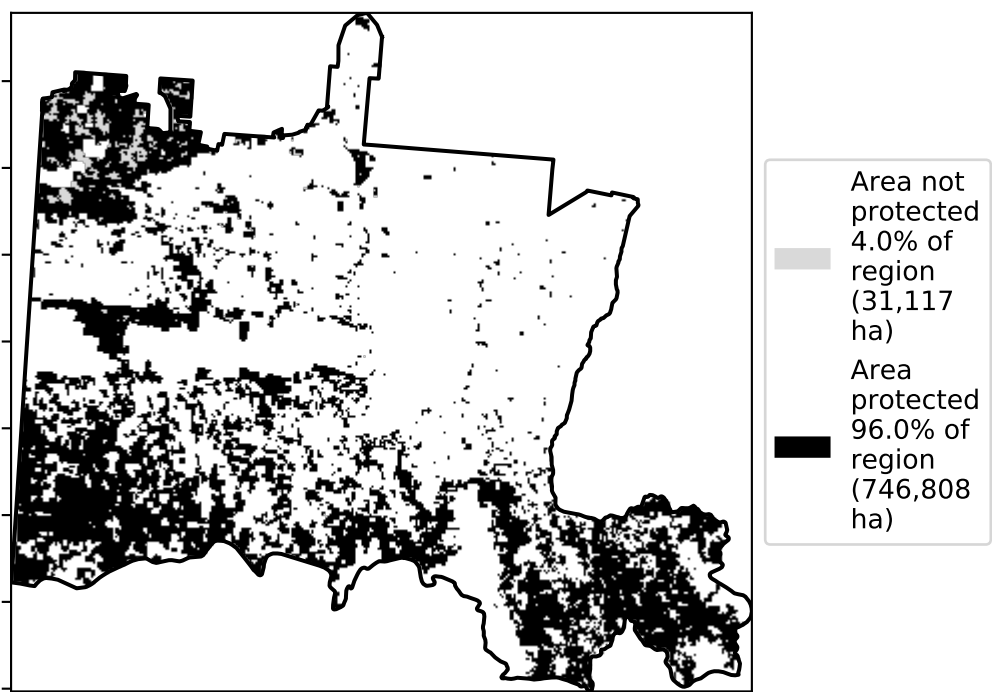 Area not
protected
4.0% of
region
(31,117
ha)
Area
protected
96.0% of
region
(746,808
ha)